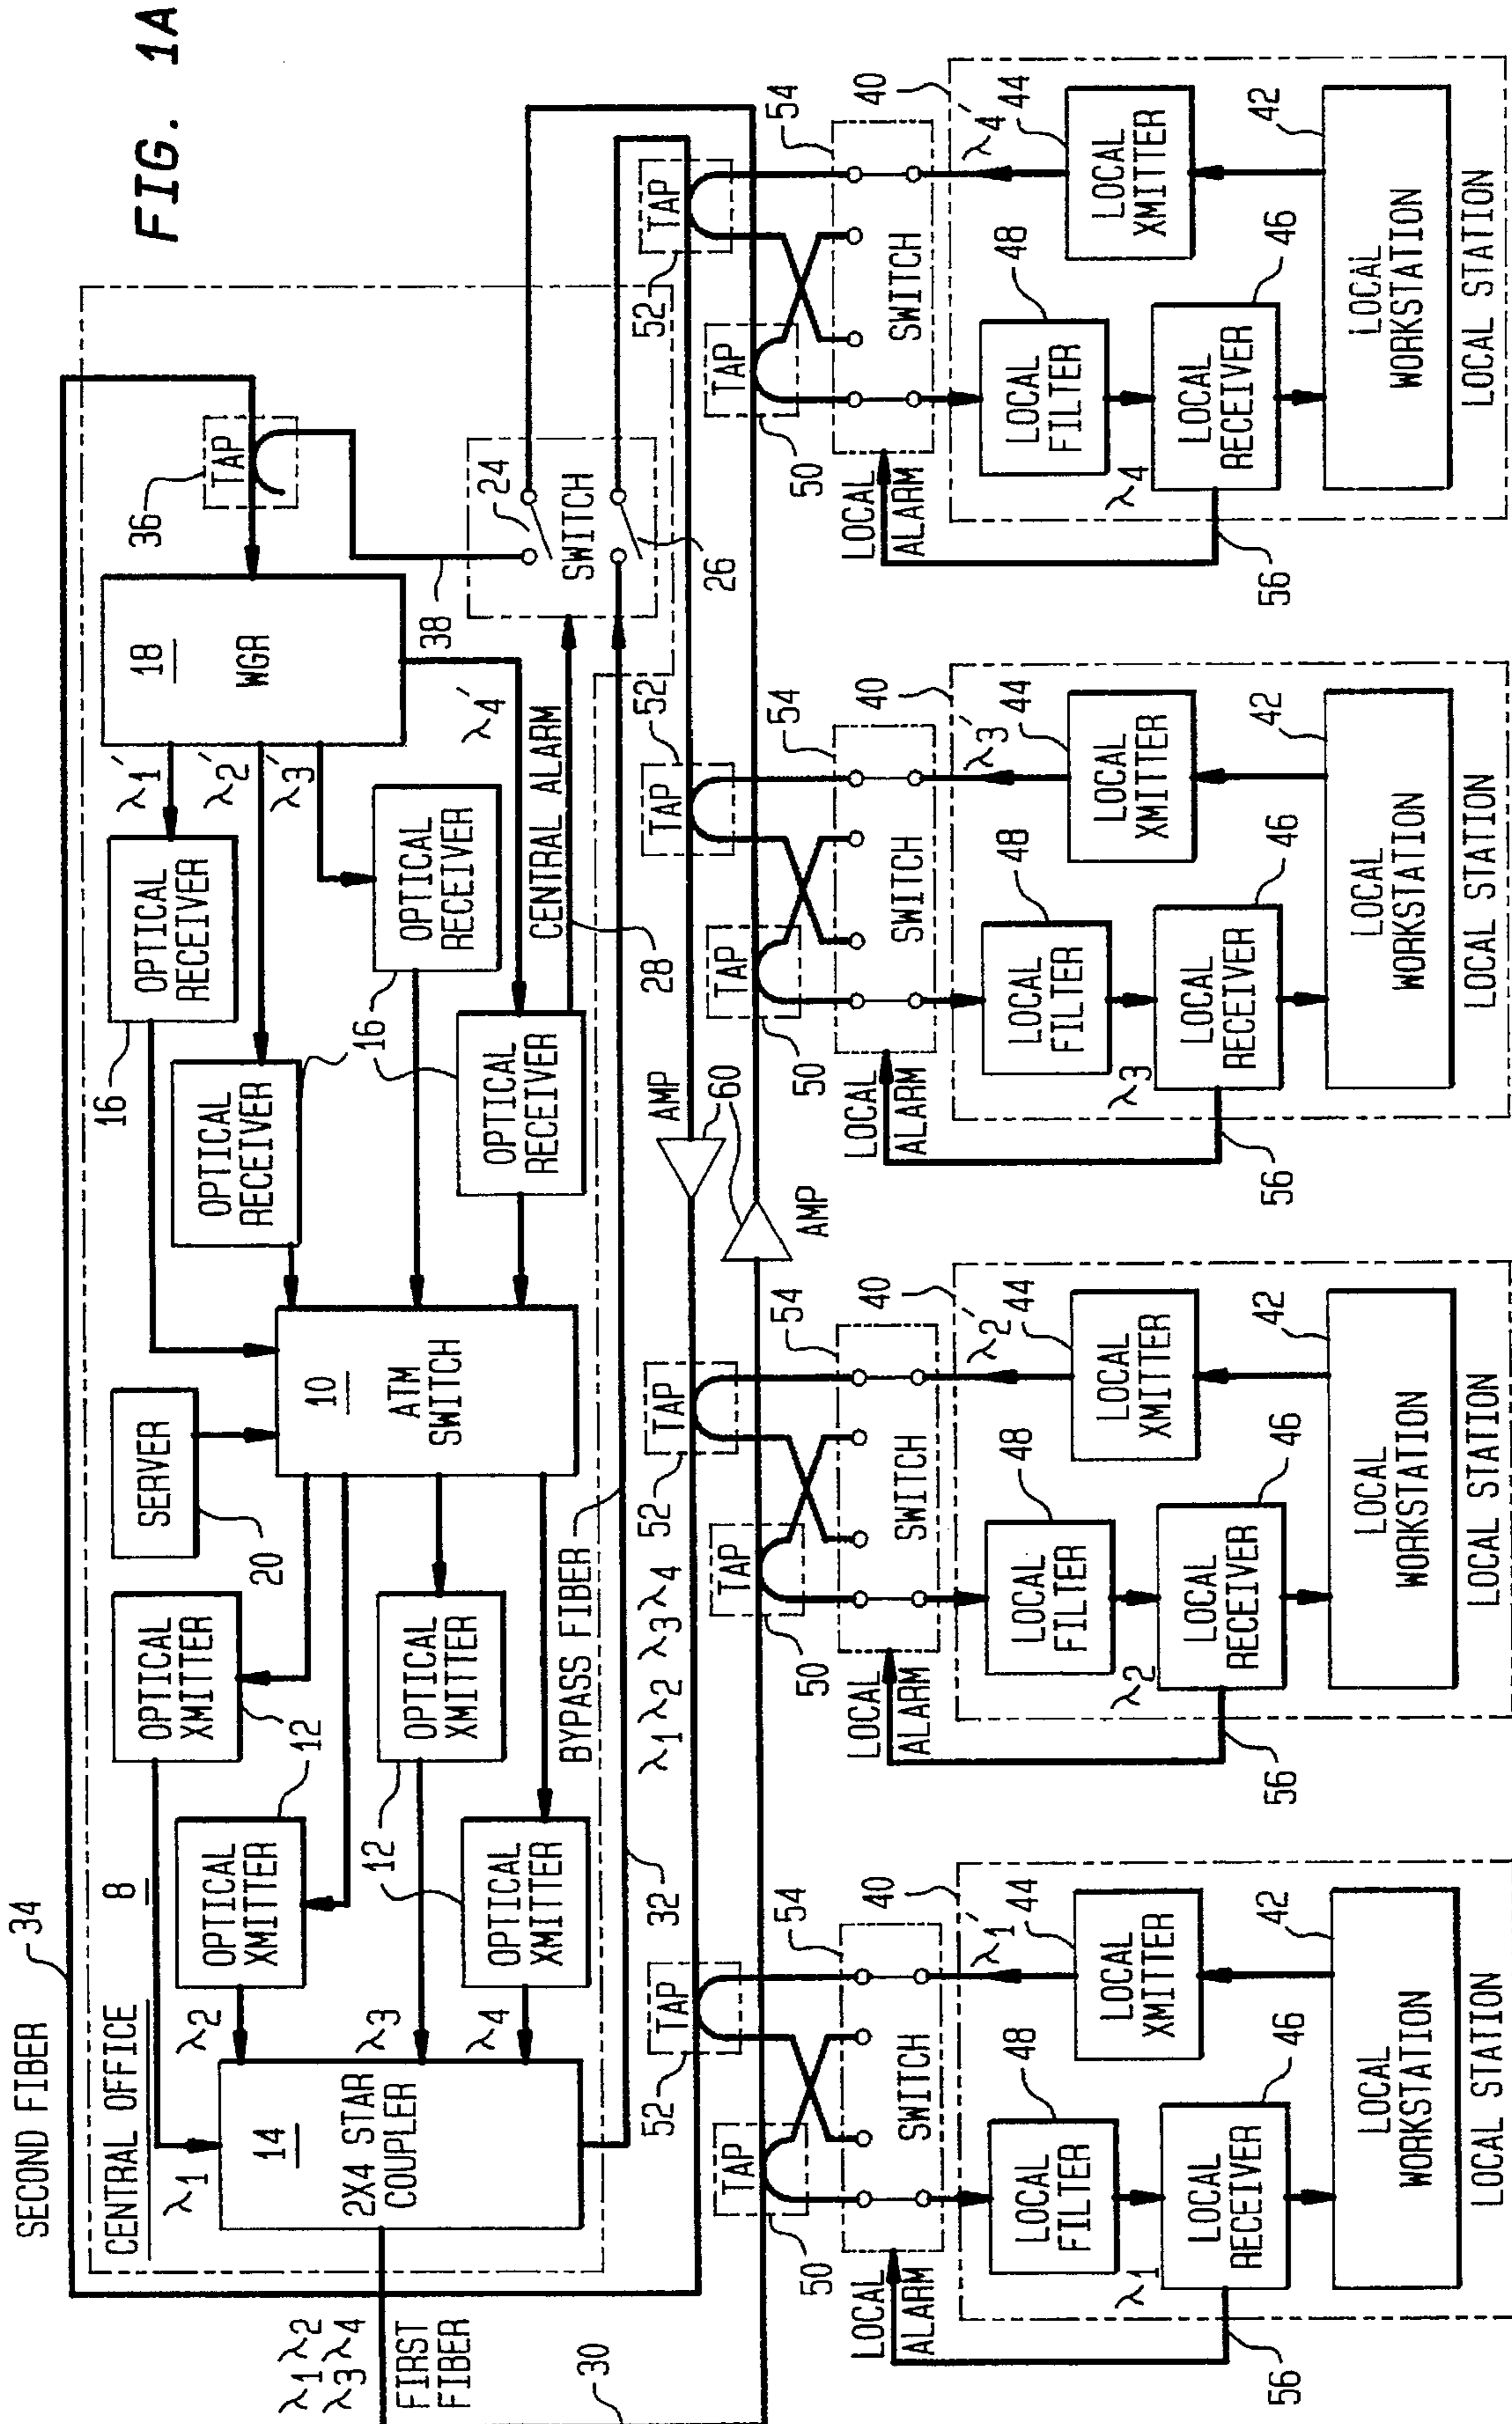 FIG. 1A
SECOND FIBER
34
CENTRAL OFFICE
8
λ1
λ2
λ3
λ4
14
2X4 STAR
COUPLER
OPTICAL
XMITTER
OPTICAL
XMITTER
12
12
OPTICAL
XMITTER
OPTICAL
XMITTER
12
SERVER
20
10
ATM
SWITCH
16
OPTICAL
RECEIVER
OPTICAL
RECEIVER
16
OPTICAL
RECEIVER
OPTICAL
RECEIVER
λ1'
λ2'
λ3'
λ4'
18
WGR
36
TAP
38
CENTRAL ALARM
28
24
SWITCH
26
BYPASS FIBER
32
λ1 λ2
λ3 λ4
FIRST
FIBER
30
λ1 λ2 λ3 λ4
AMP
60
AMP
52
TAP
TAP
50
54
SWITCH
LOCAL
ALARM
56
40
λ1'
44
LOCAL
XMITTER
48
LOCAL
FILTER
λ1
LOCAL
RECEIVER
46
42
LOCAL
WORKSTATION
LOCAL STATION
52
TAP
TAP
50
54
SWITCH
LOCAL
ALARM
56
40
λ2'
44
LOCAL
XMITTER
48
LOCAL
FILTER
λ2
LOCAL
RECEIVER
46
42
LOCAL
WORKSTATION
LOCAL STATION
52
TAP
TAP
50
54
SWITCH
LOCAL
ALARM
56
40
λ3'
44
LOCAL
XMITTER
48
LOCAL
FILTER
λ3
LOCAL
RECEIVER
46
42
LOCAL
WORKSTATION
LOCAL STATION
52
TAP
TAP
50
54
SWITCH
LOCAL
ALARM
56
40
λ4'
44
LOCAL
XMITTER
48
LOCAL
FILTER
λ4
LOCAL
RECEIVER
46
42
LOCAL
WORKSTATION
LOCAL STATION